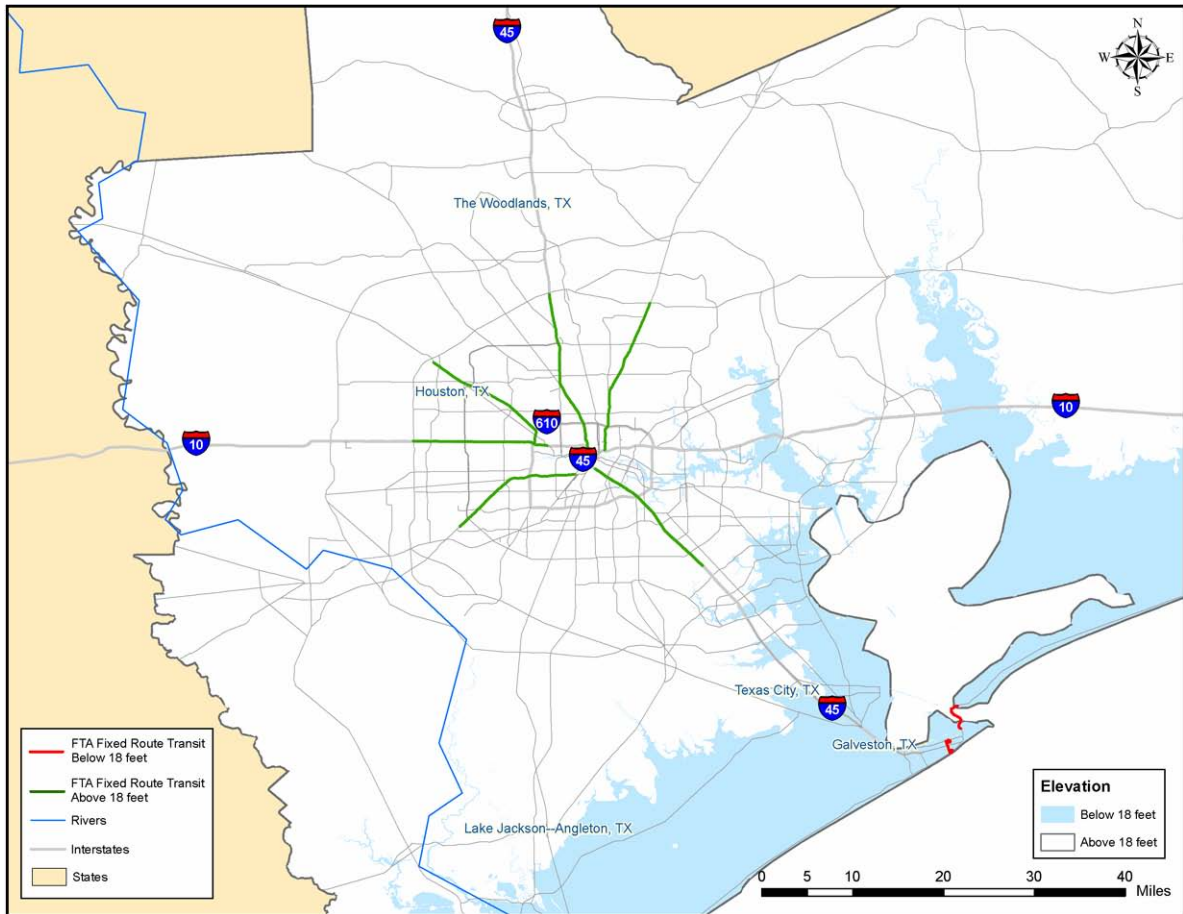 45
N
W E
S
The Woodlands, TX
Houston, TX
610
10
10
45
Texas City, TX
45
Galveston, TX
Lake Jackson--Angleton, TX
FTA Fixed Route Transit
Below 18 feet
FTA Fixed Route Transit
Above 18 feet
Rivers
Interstates
States
Elevation
Below 18 feet
Above 18 feet
0 5 10 20 30 40
Miles